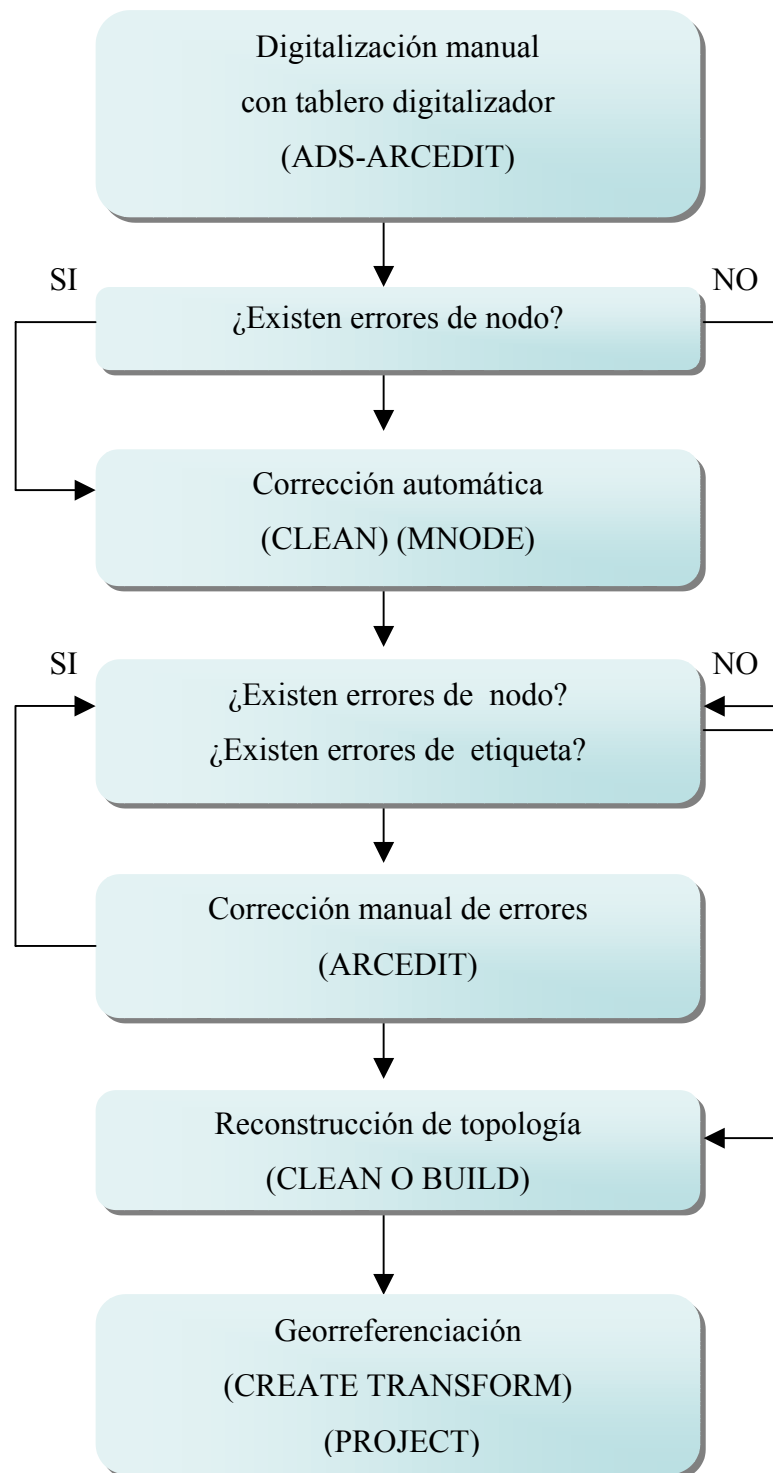 Digitalización manual
con tablero digitalizador
(ADS-ARCEDIT)
SI
NO
¿Existen errores de nodo?
Corrección automática
(CLEAN) (MNODE)
SI
NO
¿Existen errores de nodo?
¿Existen errores de etiqueta?
Corrección manual de errores
(ARCEDIT)
Reconstrucción de topología
(CLEAN O BUILD)
Georreferenciación
(CREATE TRANSFORM)
(PROJECT)